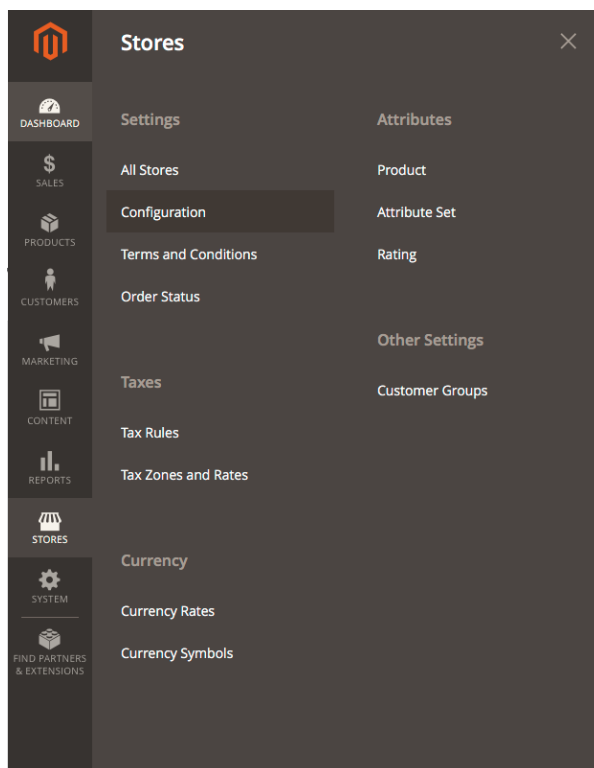 DASHBOARD
SALES
PRODUCTS
CUSTOMERS
MARKETING
CONTENT
REPORTS
STORES
SYSTEM
FIND PARTNERS
& EXTENSIONS
Stores
Settings
All Stores
Configuration
Terms and Conditions
Order Status
Taxes
Tax Rules
Tax Zones and Rates
Currency
Currency Rates
Currency Symbols
Attributes
Product
Attribute Set
Rating
Other Settings
Customer Groups